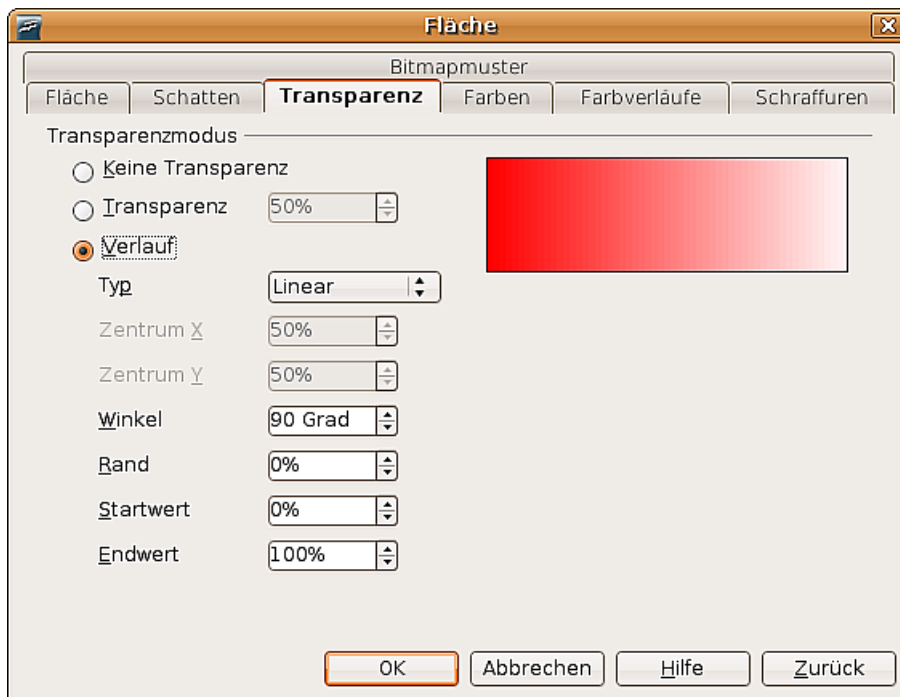 Fläche
Bitmapmuster
Fläche Schatten Transparenz Farben Farbverläufe Schraffuren
Transparenzmodus
Keine Transparenz
Transparenz 50%
Verlauf
Typ Linear
Zentrum X 50%
Zentrum Y 50%
Winkel 90 Grad
Rand 0%
Startwert 0%
Endwert 100%
OK Abbrechen Hilfe Zurück